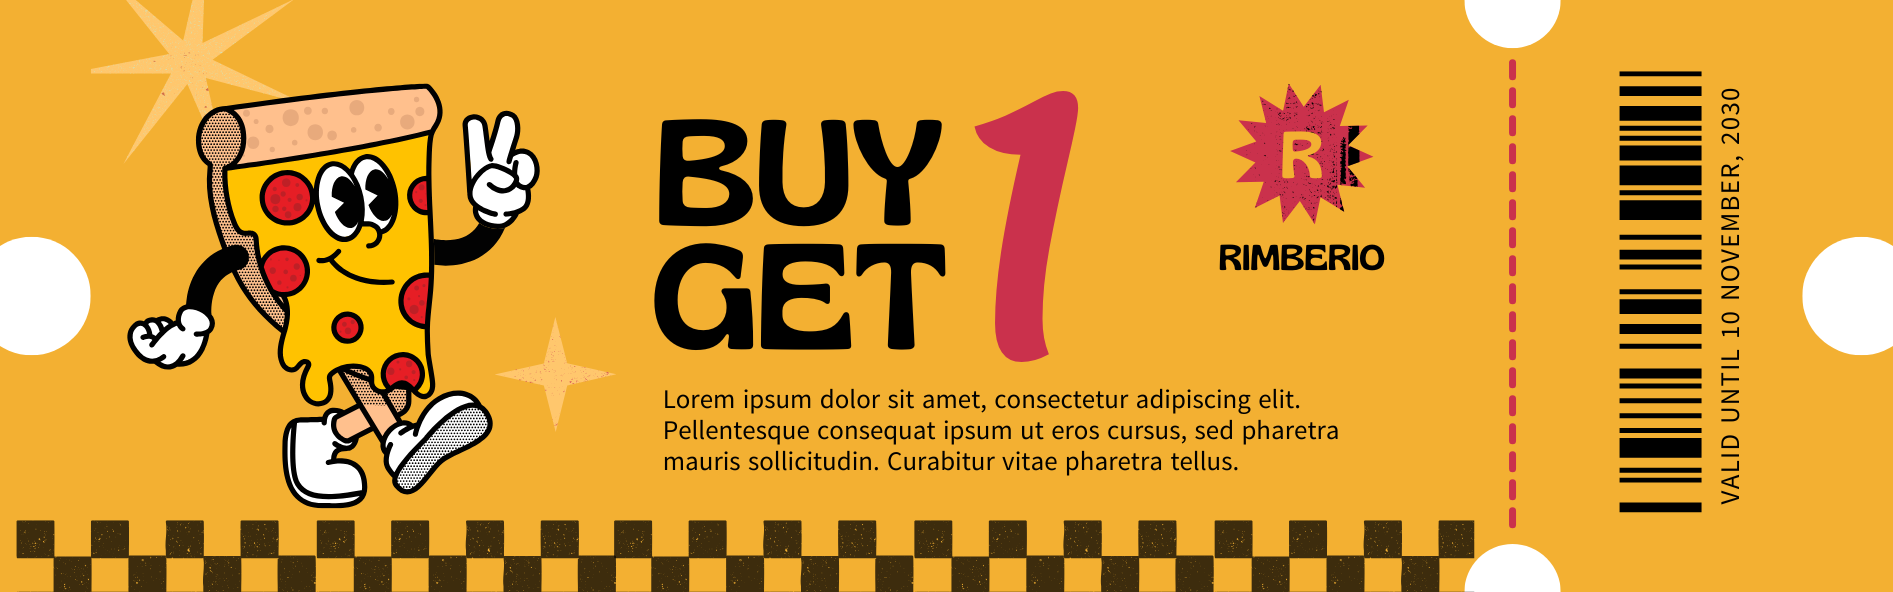 BUY
GET
1
Lorem ipsum dolor sit amet, consectetur adipiscing elit.
Pellentesque consequat ipsum ut eros cursus, sed pharetra
mauris sollicitudin. Curabitur vitae pharetra tellus.
R
RIMBERIO
VALID UNTIL 10 NOVEMBER, 2030